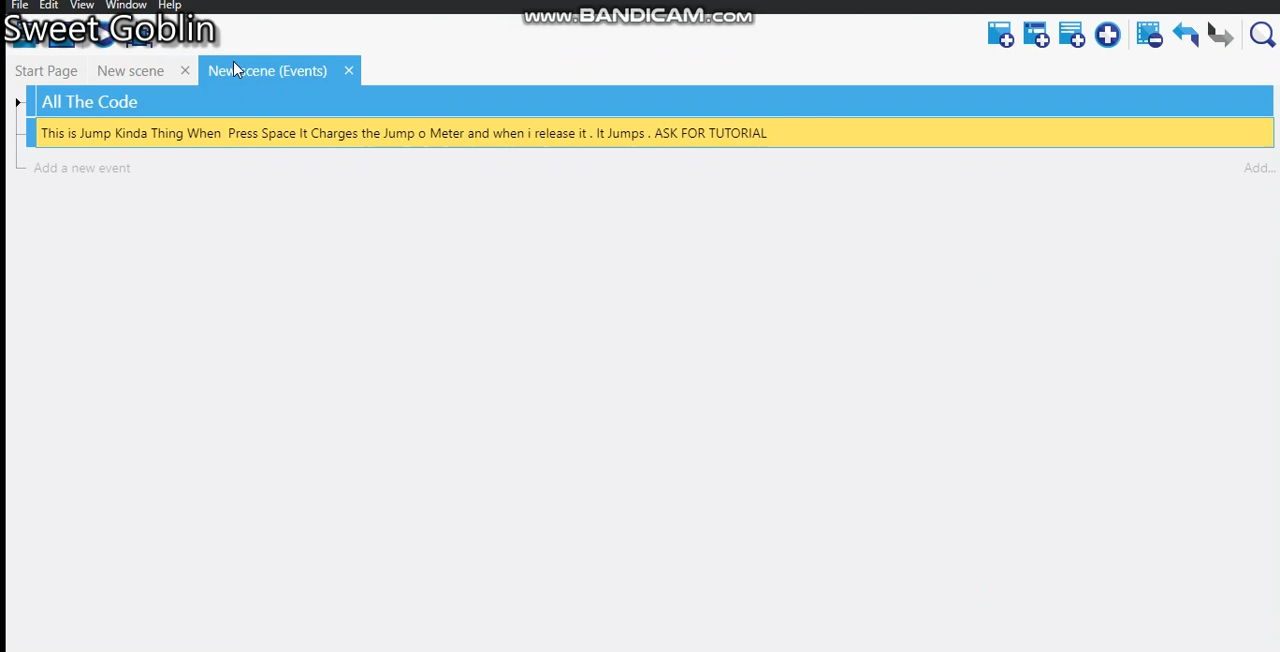 File Edit View Window Help
Sweet Goblin
www.BANDICAM.com
Start Page New scene New scene (Events)
All The Code
This is Jump Kinda Thing When Press Space It Charges the Jump o Meter and when i release it . It Jumps . ASK FOR TUTORIAL
Add a new event
Add...